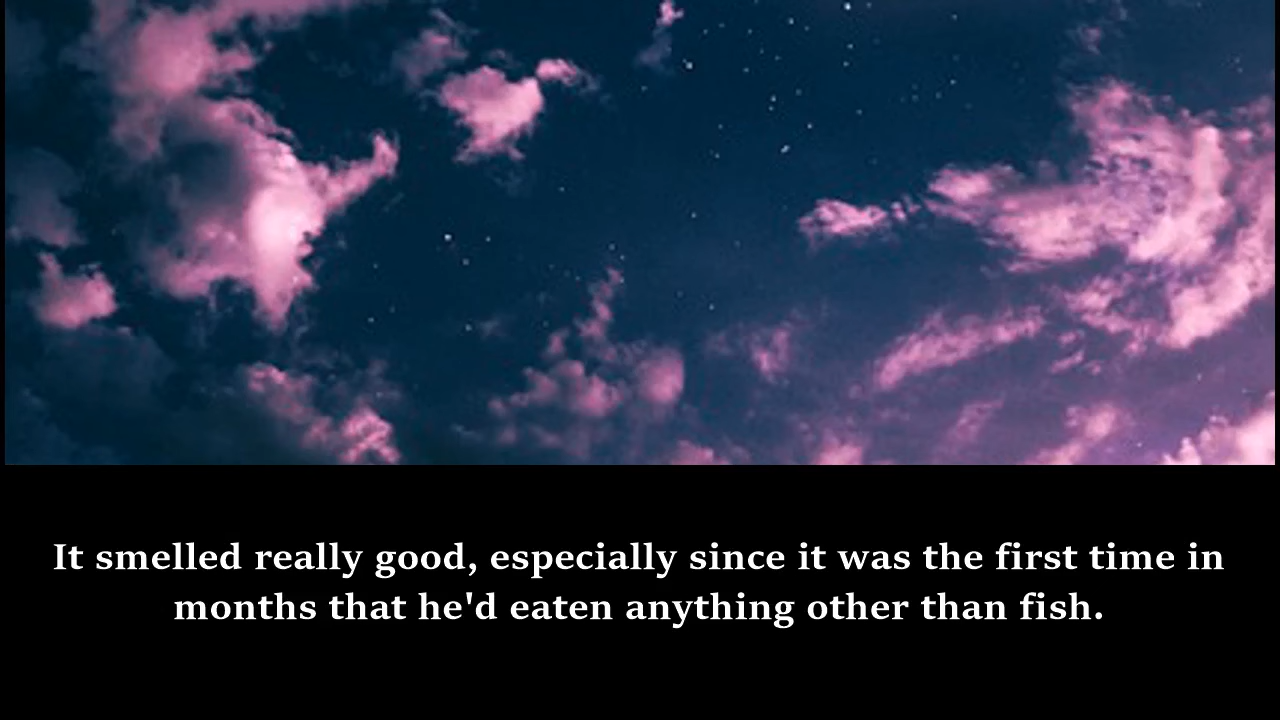 It smelled really good, especially since it was the first time in
months that he'd eaten anything other than fish.